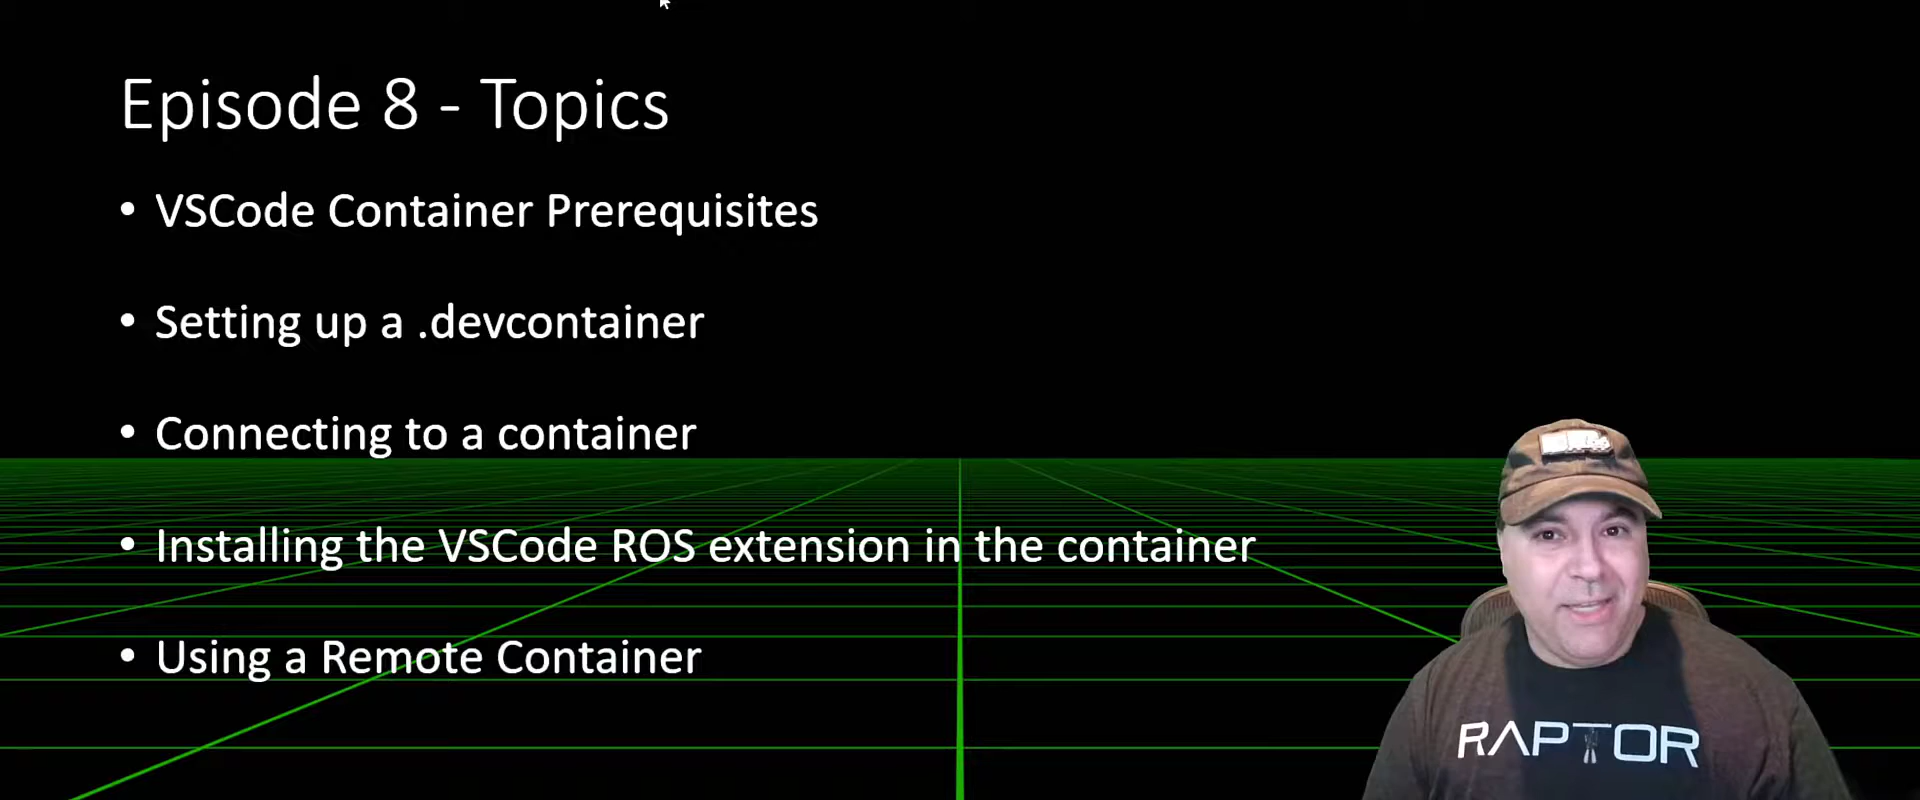 Episode 8 - Topics
• VSCode Container Prerequisites
• Setting up a .devcontainer
• Connecting to a container
• Installing the VSCode ROS extension in the container
• Using a Remote Container
RAPTOR